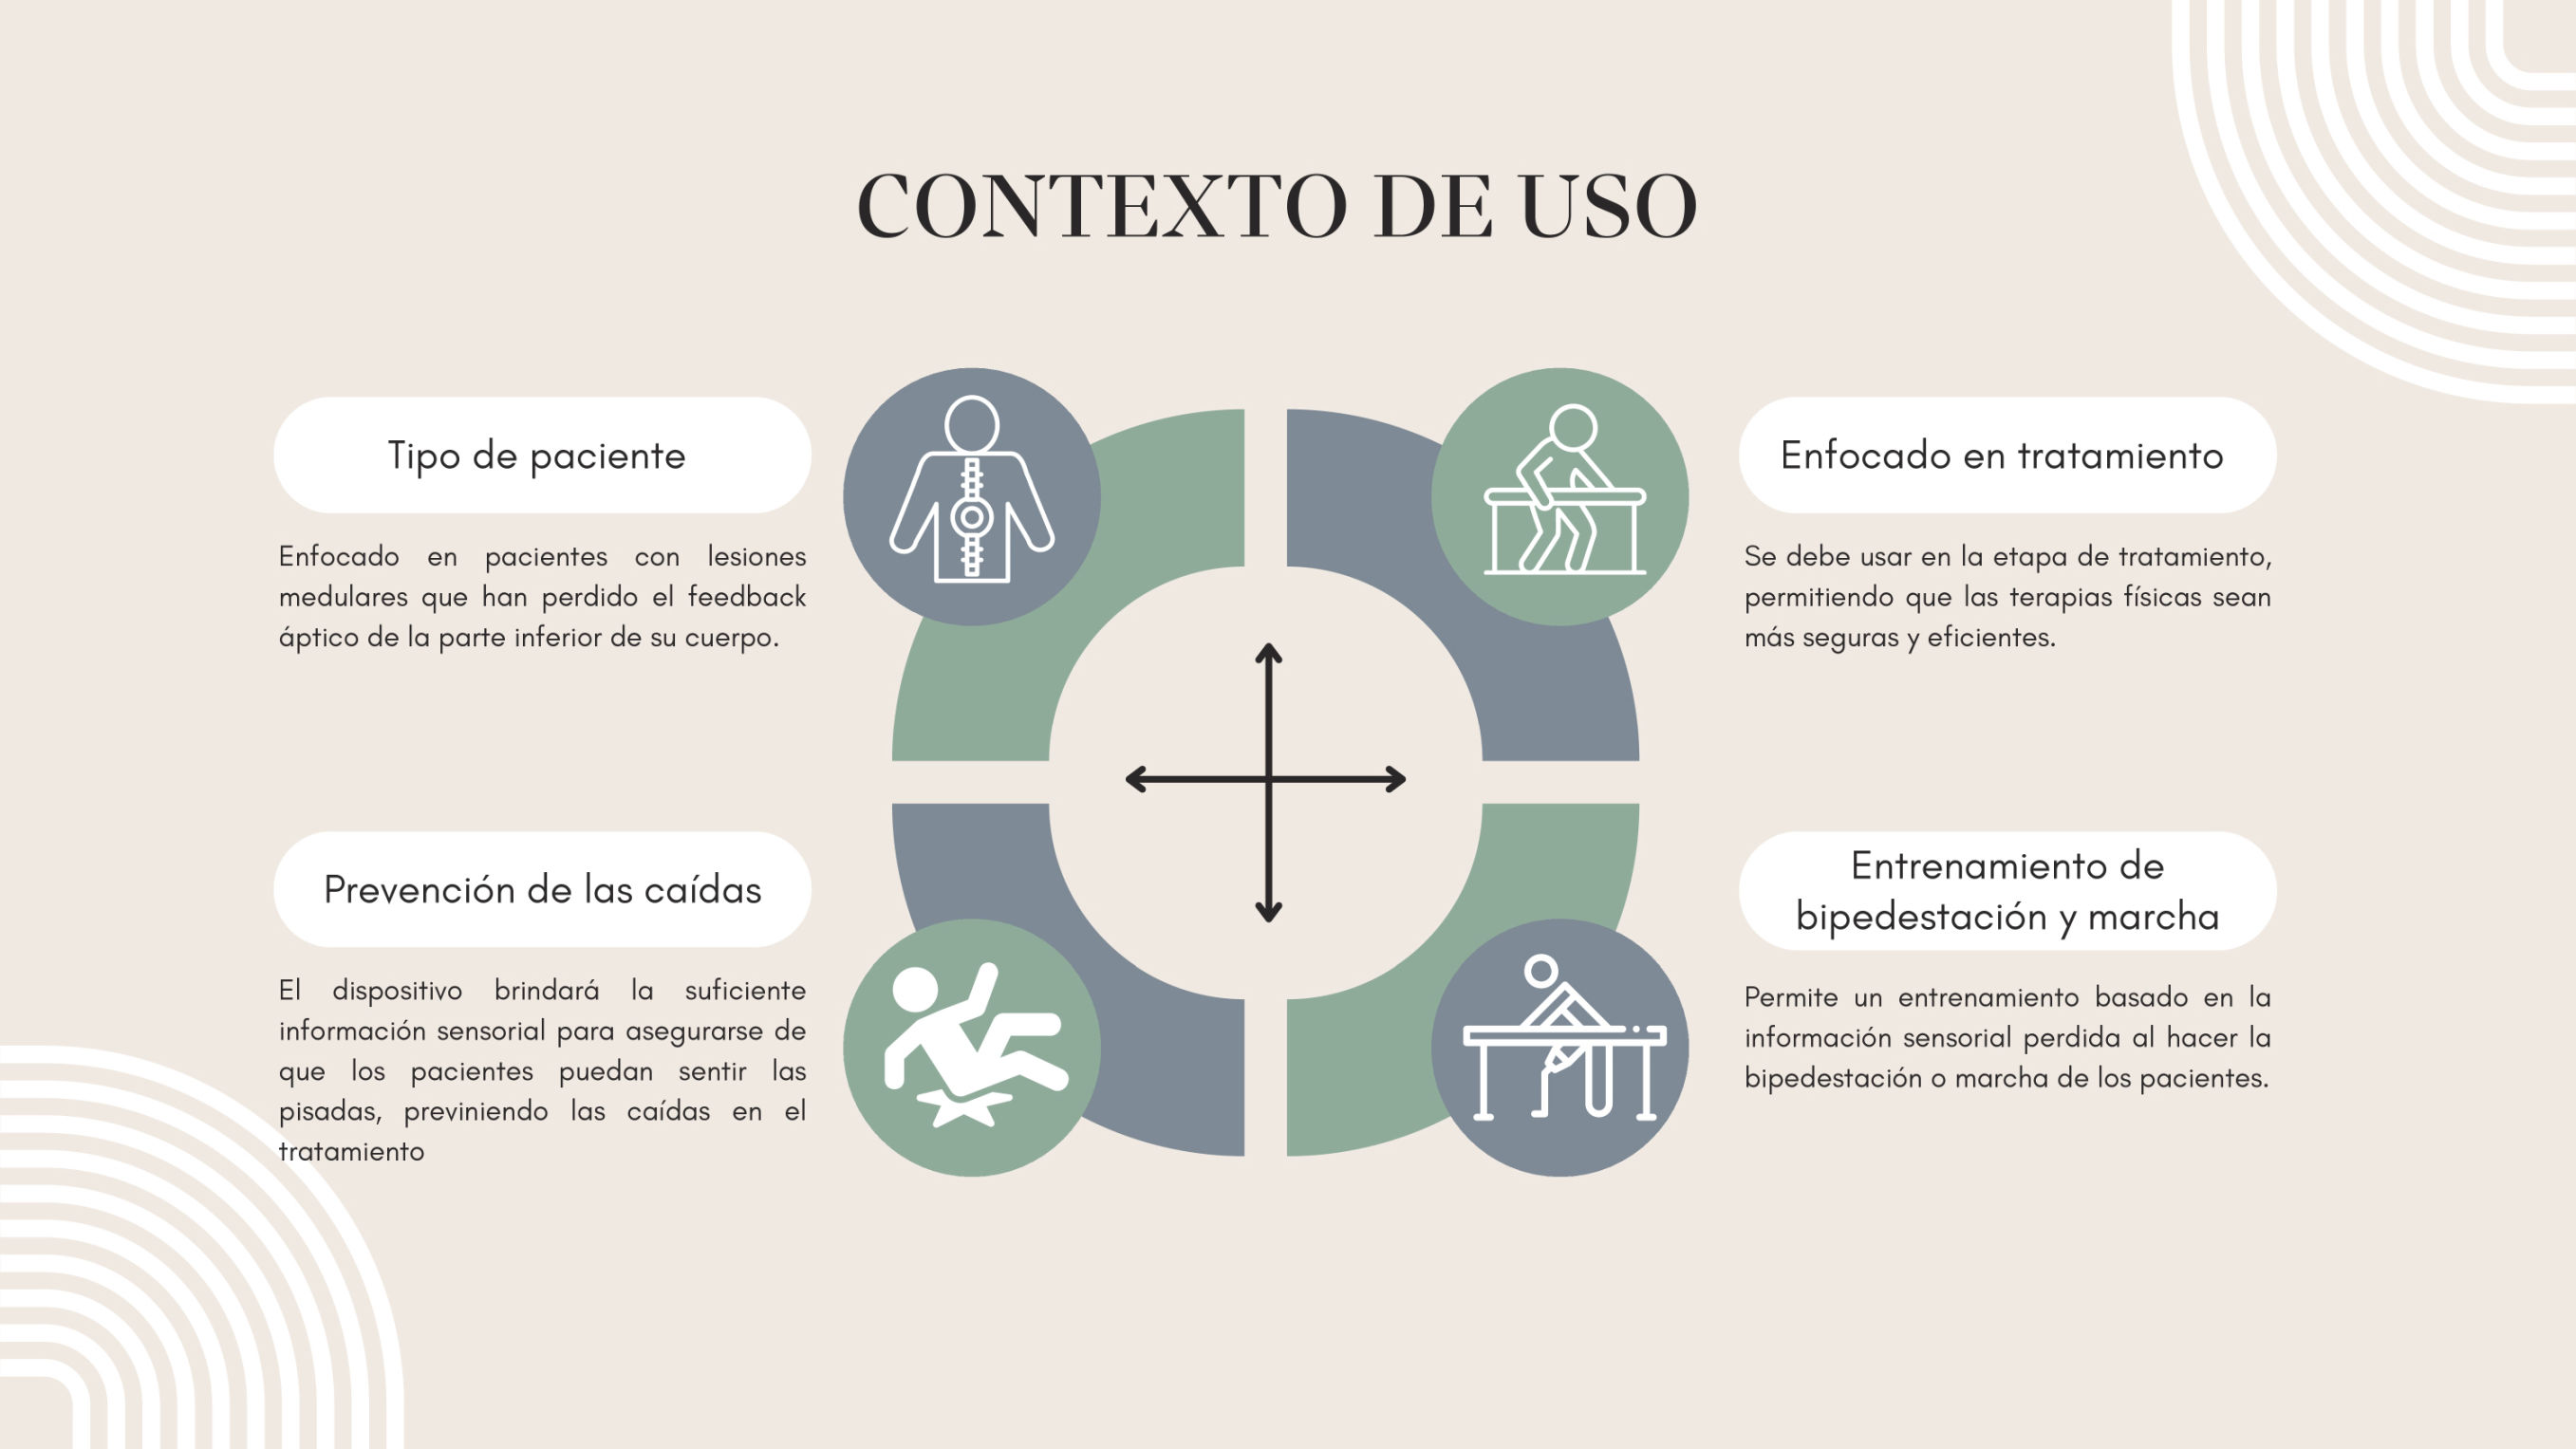 CONTEXTO DE USO
Tipo de paciente
Enfocado en pacientes con lesiones
medulares que han perdido el feedback
áptico de la parte inferior de su cuerpo.
Enfocado en tratamiento
Se debe usar en la etapa de tratamiento,
permitiendo que las terapias físicas sean
más seguras y eficientes.
Prevención de las caídas
El dispositivo brindará la suficiente
información sensorial para asegurarse de
que los pacientes puedan sentir las
pisadas, previniendo las caídas en el
tratamiento
Entrenamiento de
bipedestación y marcha
Permite un entrenamiento basado en la
información sensorial perdida al hacer la
bipedestación o marcha de los pacientes.